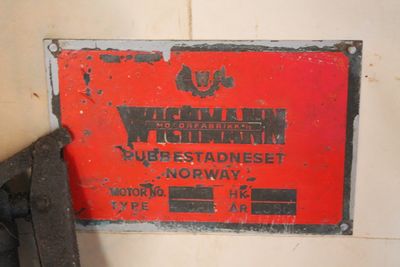 WICHMANN
MOTORFABRIKK A/S
RUBBESTADNESET
NORWAY
MOTOR NO. HK
TYPE ÅR